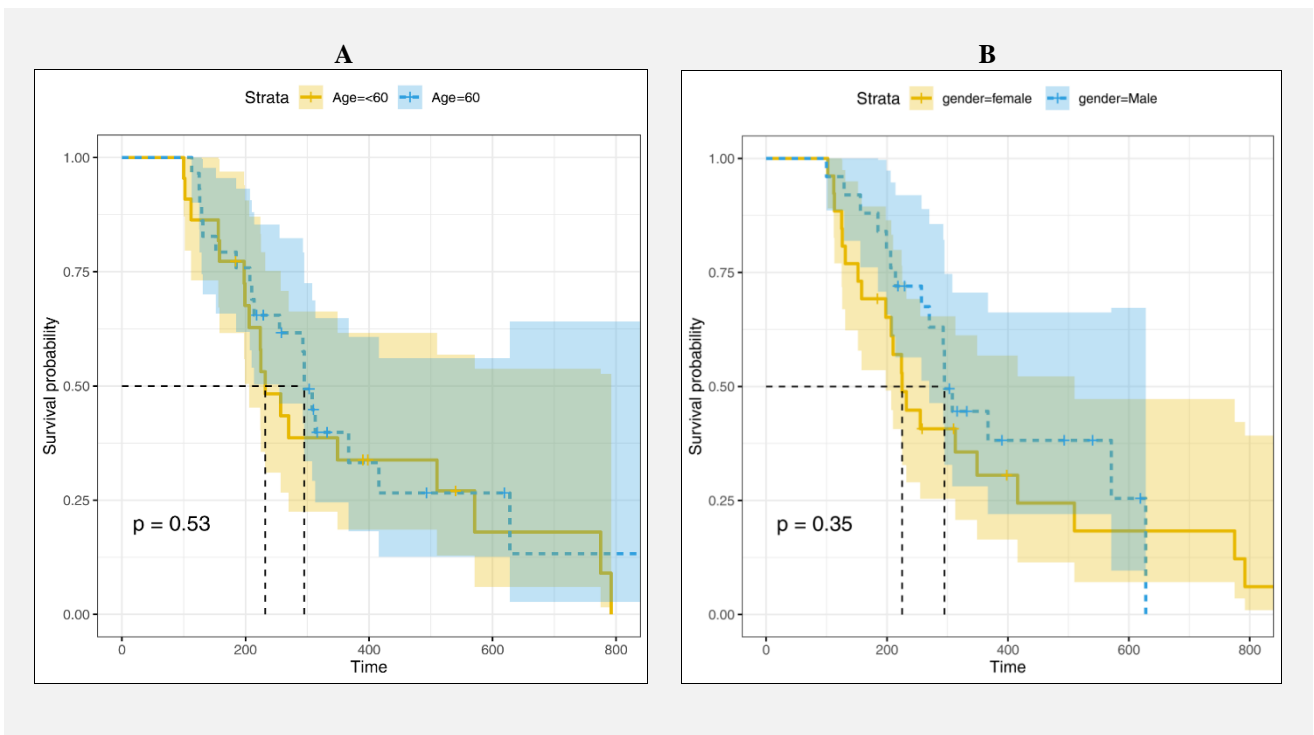 A
Strata Age=<60 Age=60
1.00
0.75
0.50
0.25
0.00
Survival probability
p = 0.53
0 200 400 600 800
Time
B
Strata gender=female gender=Male
1.00
0.75
0.50
0.25
0.00
Survival probability
p = 0.35
0 200 400 600 800
Time